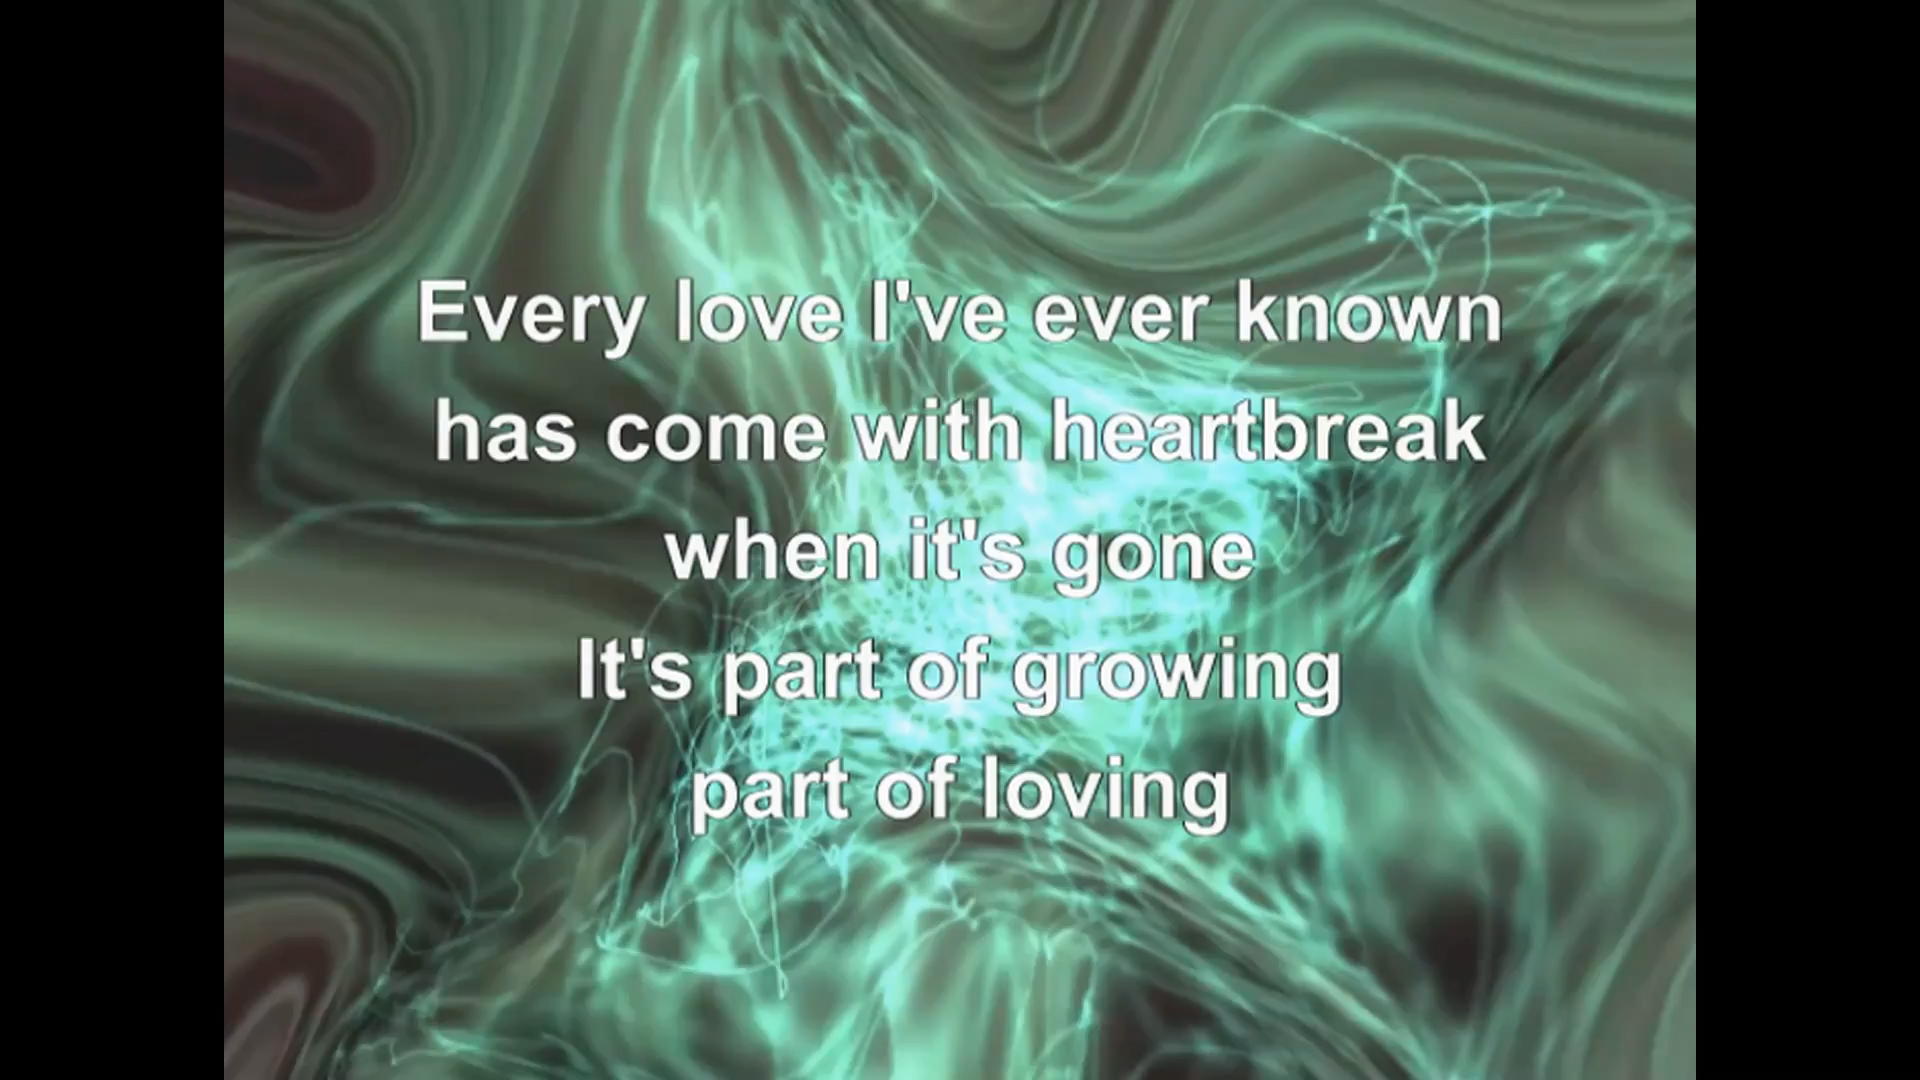 Every love I've ever known
has come with heartbreak
when it's gone
It's part of growing
part of loving